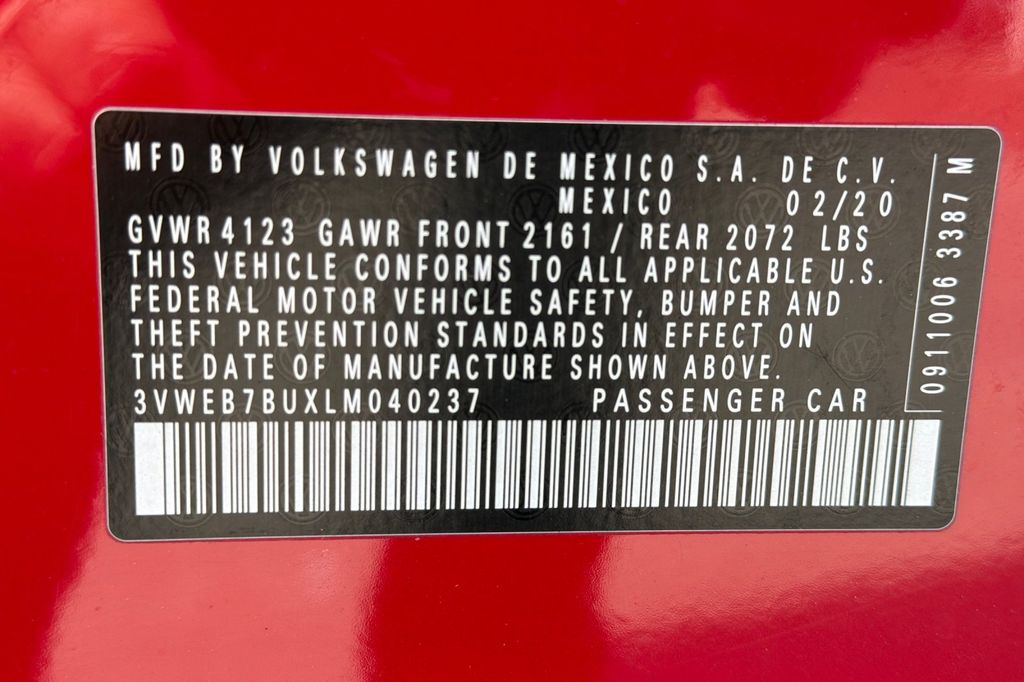 MFD BY VOLKSWAGEN DE MEXICO S.A. DE C.V.
MEXICO 02/20
GVWR 4123 GAWR FRONT 2161 / REAR 2072 LBS
THIS VEHICLE CONFORMS TO ALL APPLICABLE U.S.
FEDERAL MOTOR VEHICLE SAFETY, BUMPER AND
THEFT PREVENTION STANDARDS IN EFFECT ON
THE DATE OF MANUFACTURE SHOWN ABOVE.
3VWEB7BUXLM040237 PASSENGER CAR
0911006 3387 M